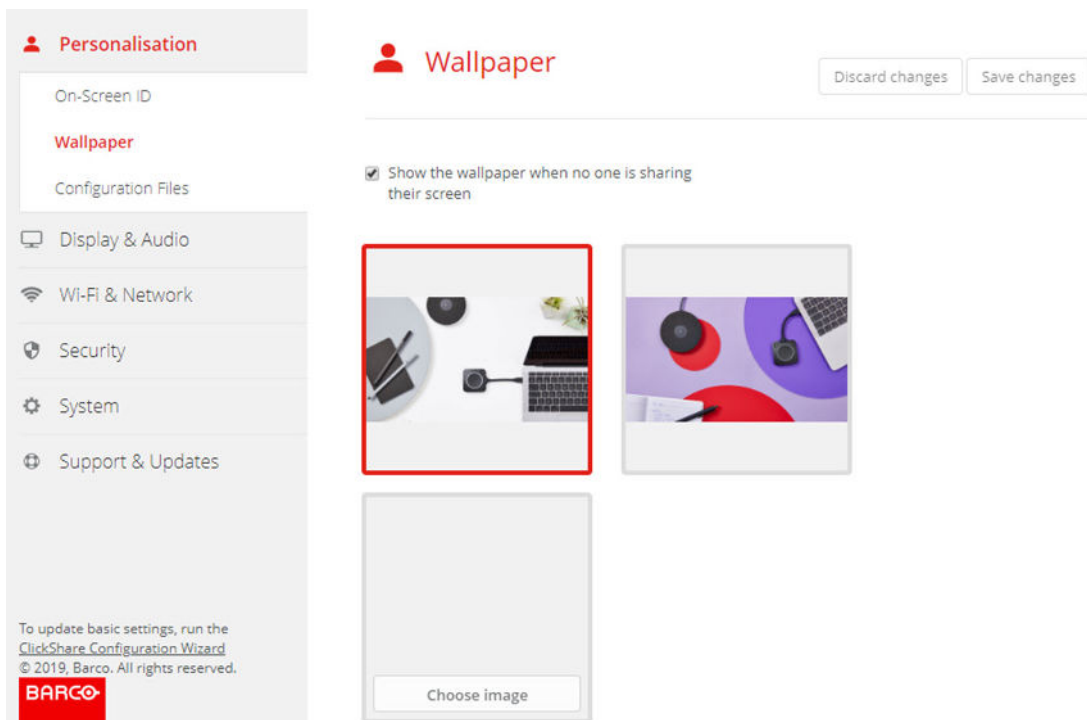 Personalisation
On-Screen ID
Wallpaper
Configuration Files
Display & Audio
Wi-Fi & Network
Security
System
Support & Updates
To update basic settings, run the
ClickShare Configuration Wizard
© 2019, Barco. All rights reserved.
BARCO
Wallpaper
Discard changes
Save changes
Show the wallpaper when no one is sharing
their screen
Choose image